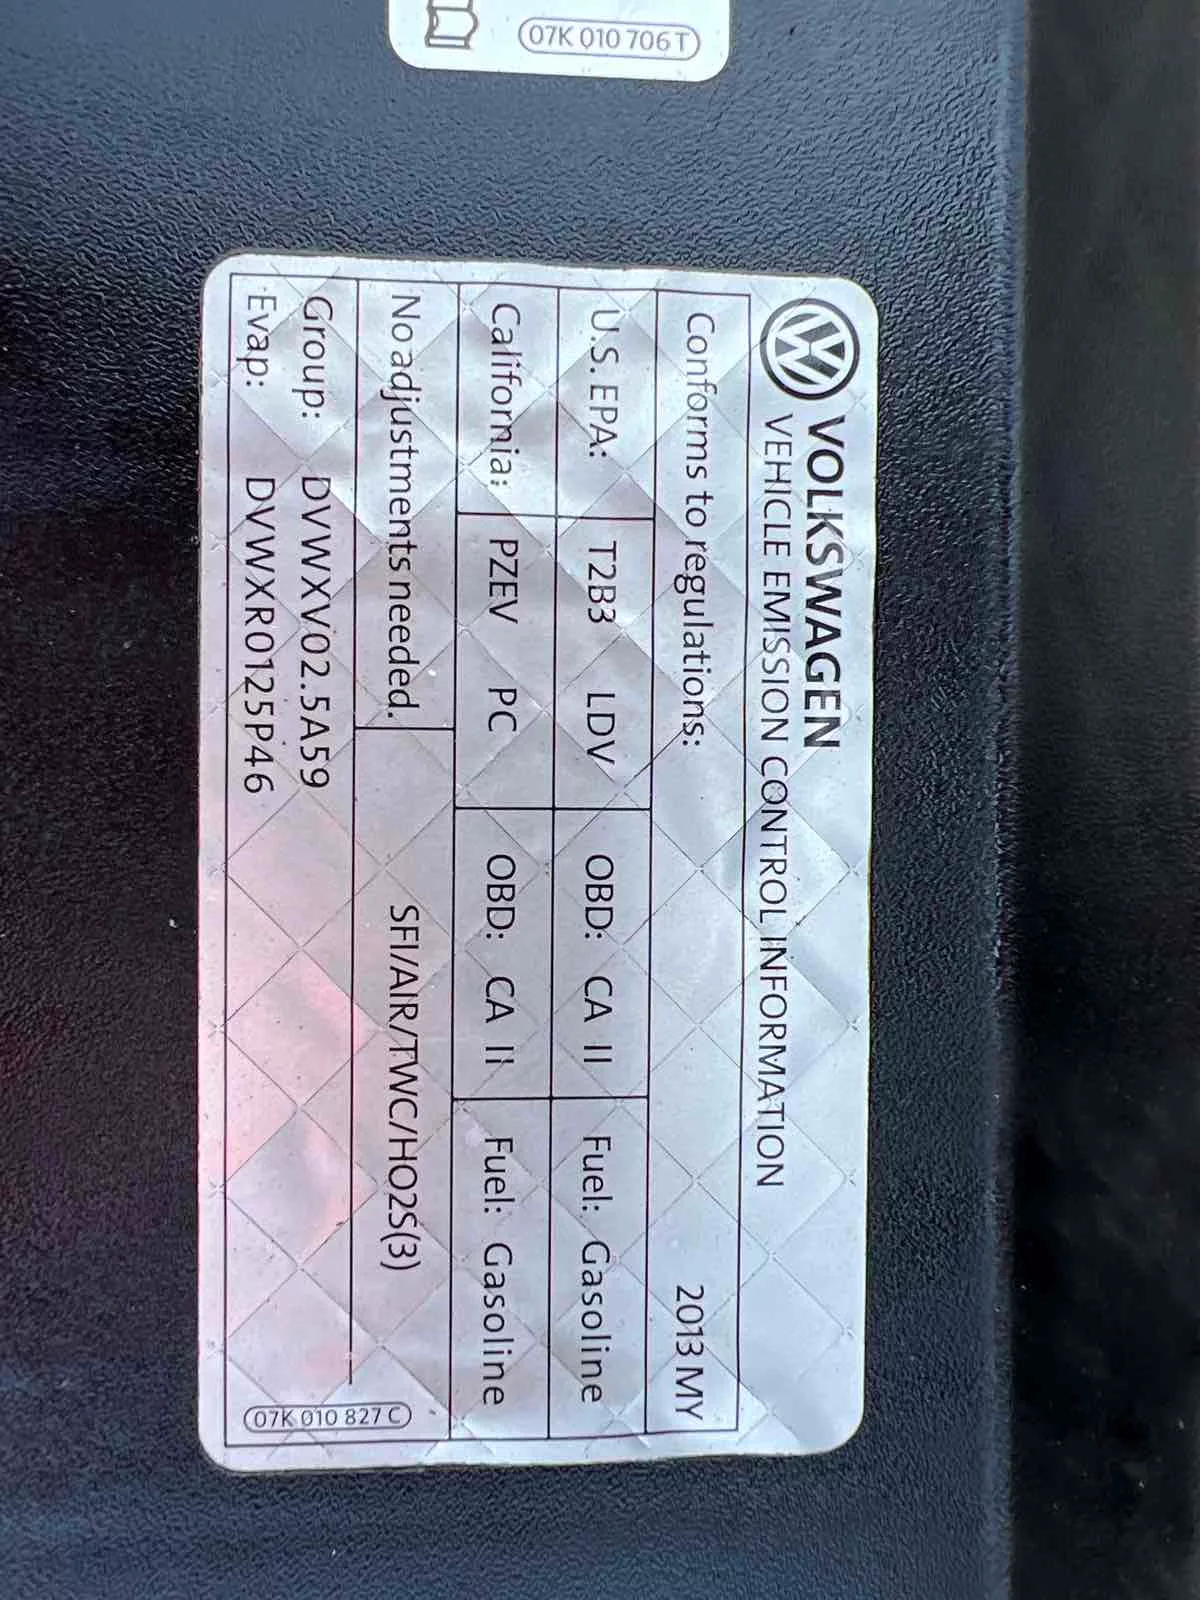 07K 010 706 T
VOLKSWAGEN
VEHICLE EMISSION CONTROL INFORMATION
Conforms to regulations: 2013 MY
U.S. EPA: T2B3 LDV OBD: CA II Fuel: Gasoline
California: PZEV PC OBD: CA II Fuel: Gasoline
No adjustments needed. SFI/AIR/TWC/HO2S(3)
Group: DVWXV02.5A59
Evap: DVWXR0125P46
07K 010 827 C